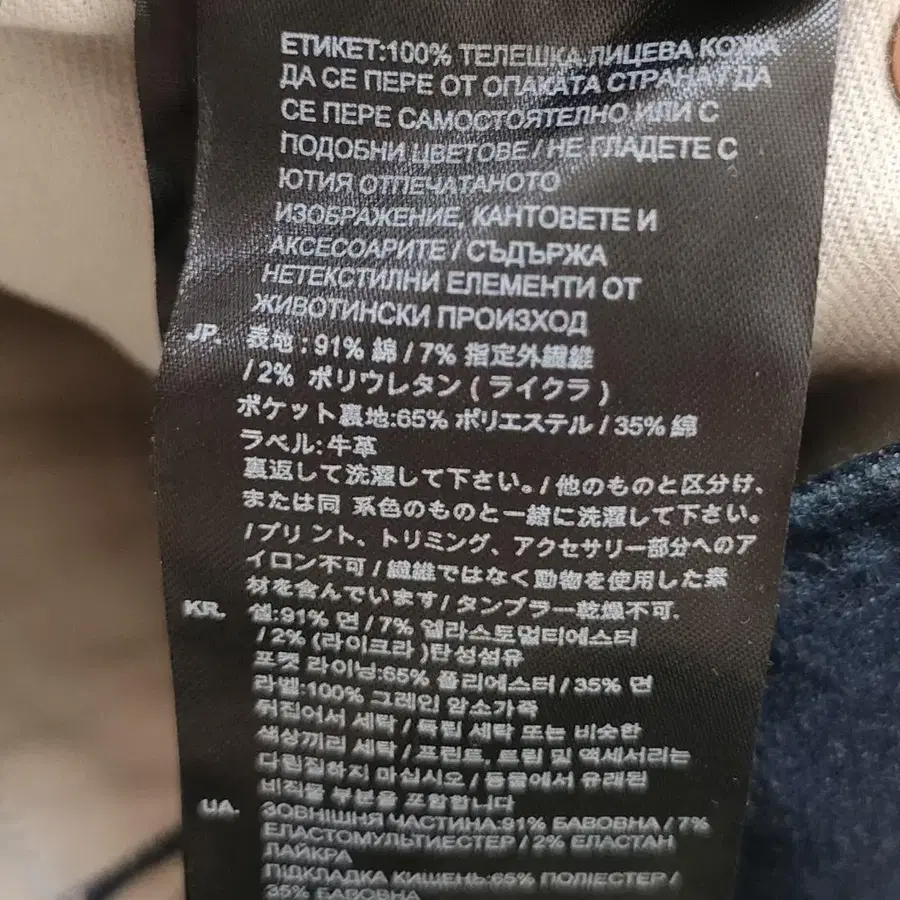 ЕТИКЕТ:100% ТЕЛЕШКА ЛИЦЕВА КОЖА
ДА СЕ ПЕРЕ ОТ ОПАКАТА СТРАНА / ДА
СЕ ПЕРЕ САМОСТОЯТЕЛНО ИЛИ С
ПОДОБНИ ЦВЕТОВЕ / НЕ ГЛАДЕТЕ С
ЮТИЯ ОТПЕЧАТАНОТО
ИЗОБРАЖЕНИЕ, КАНТОВЕТЕ И
АКСЕСОАРИТЕ / СЪДЪРЖА
НЕТЕКСТИЛНИ ЕЛЕМЕНТИ ОТ
ЖИВОТИНСКИ ПРОИЗХОД
JP. 表地 : 91% 綿 / 7% 指定外繊維
/ 2% ポリウレタン ( ライクラ )
ポケット裏地:65% ポリエステル / 35% 綿
ラベル: 牛革
裏返して洗濯して下さい。/ 他のものと区分け、
または同 系色のものと一緒に洗濯して下さい。
/プリント、トリミング、アクセサリー部分へのア
イロン不可 / 繊維ではなく動物を使用した素
材を含んでいます/ タンブラー乾燥不可.
KR. 쉘:91% 면 / 7% 엘라스토멀티에스터
/ 2% (라이크라 )탄성섬유
포켓 라이닝:65% 폴리에스터 / 35% 면
라벨:100% 그레인 암소가죽
뒤집어서 세탁 / 독립 세탁 또는 비슷한
색상끼리 세탁 / 프린트, 트림 및 액세서리는
다림질하지 마십시오 / 동물에서 유래된
비직물 부분을 포함합니다
UA. ЗОВНІШНЯ ЧАСТИНА:91% БАВОВНА / 7%
ЕЛАСТОМУЛЬТИЕСТЕР / 2% ЕЛАСТАН
ЛАЙКРА
ПІДКЛАДКА КИШЕНЬ:65% ПОЛІЕСТЕР /
35% БАВОВНА